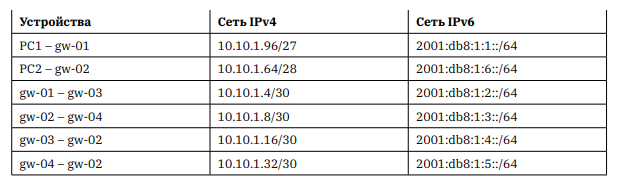 Устройства Сеть IPv4 Сеть IPv6
PC1 – gw-01 10.10.1.96/27 2001:db8:1:1::/64
PC2 – gw-02 10.10.1.64/28 2001:db8:1:6::/64
gw-01 – gw-03 10.10.1.4/30 2001:db8:1:2::/64
gw-02 – gw-04 10.10.1.8/30 2001:db8:1:3::/64
gw-03 – gw-02 10.10.1.16/30 2001:db8:1:4::/64
gw-04 – gw-02 10.10.1.32/30 2001:db8:1:5::/64